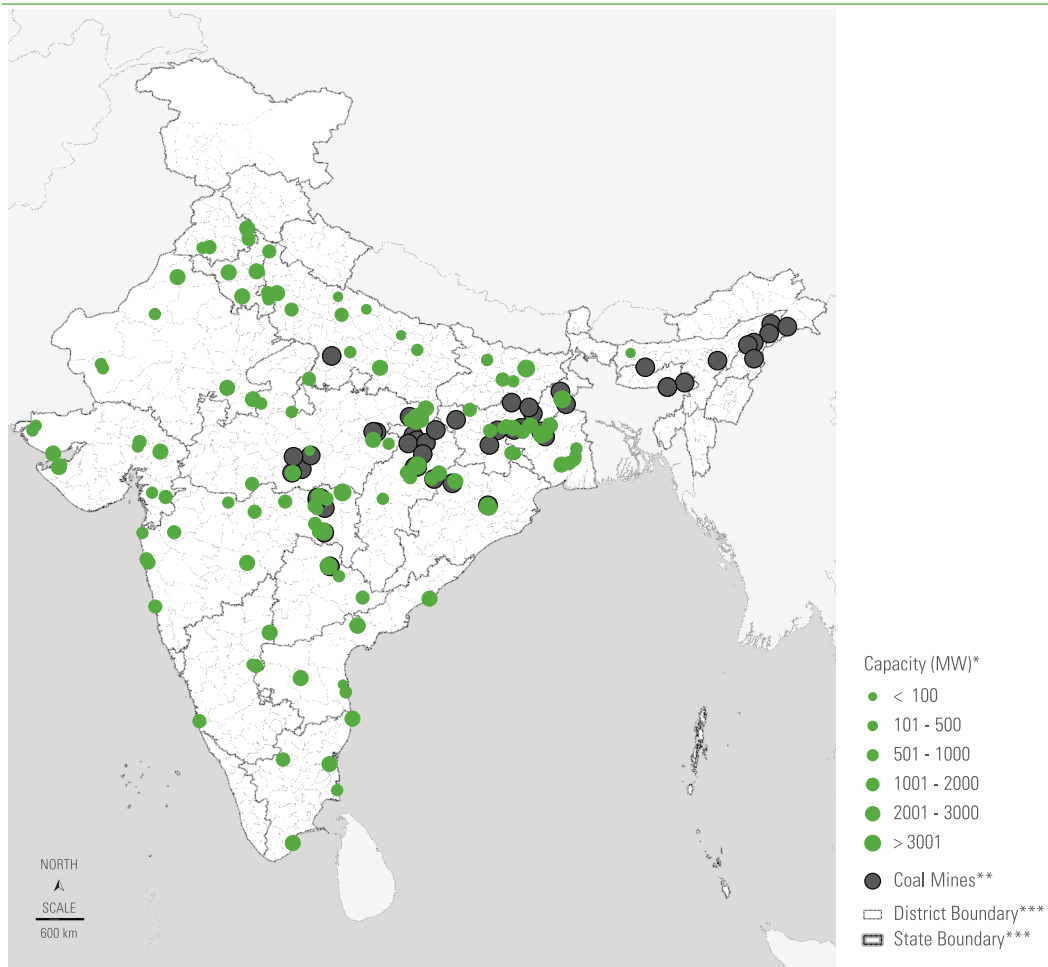 NORTH
SCALE
600 km
Capacity (MW)*
< 100
101 - 500
501 - 1000
1001 - 2000
2001 - 3000
> 3001
Coal Mines**
District Boundary***
State Boundary***